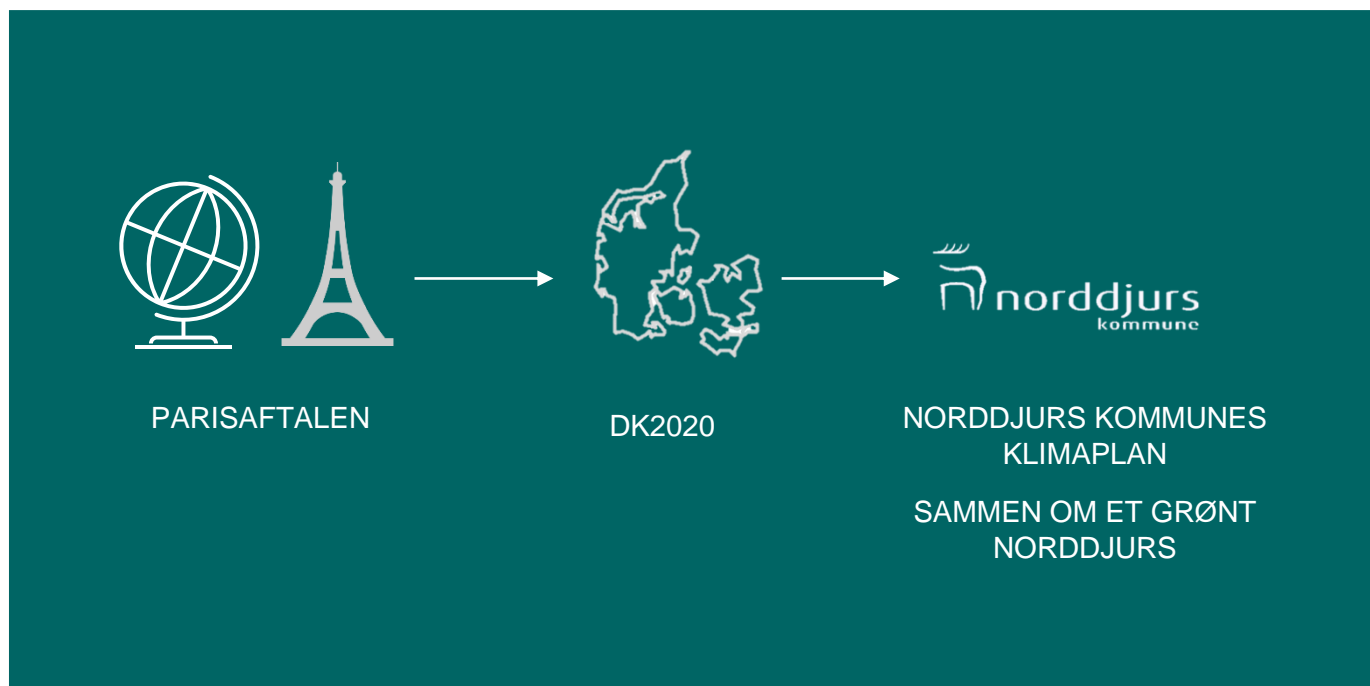 norddjurs
kommune
PARISAFTALEN
DK2020
NORDDJURS KOMMUNES
KLIMAPLAN
SAMMEN OM ET GRØNT
NORDDJURS